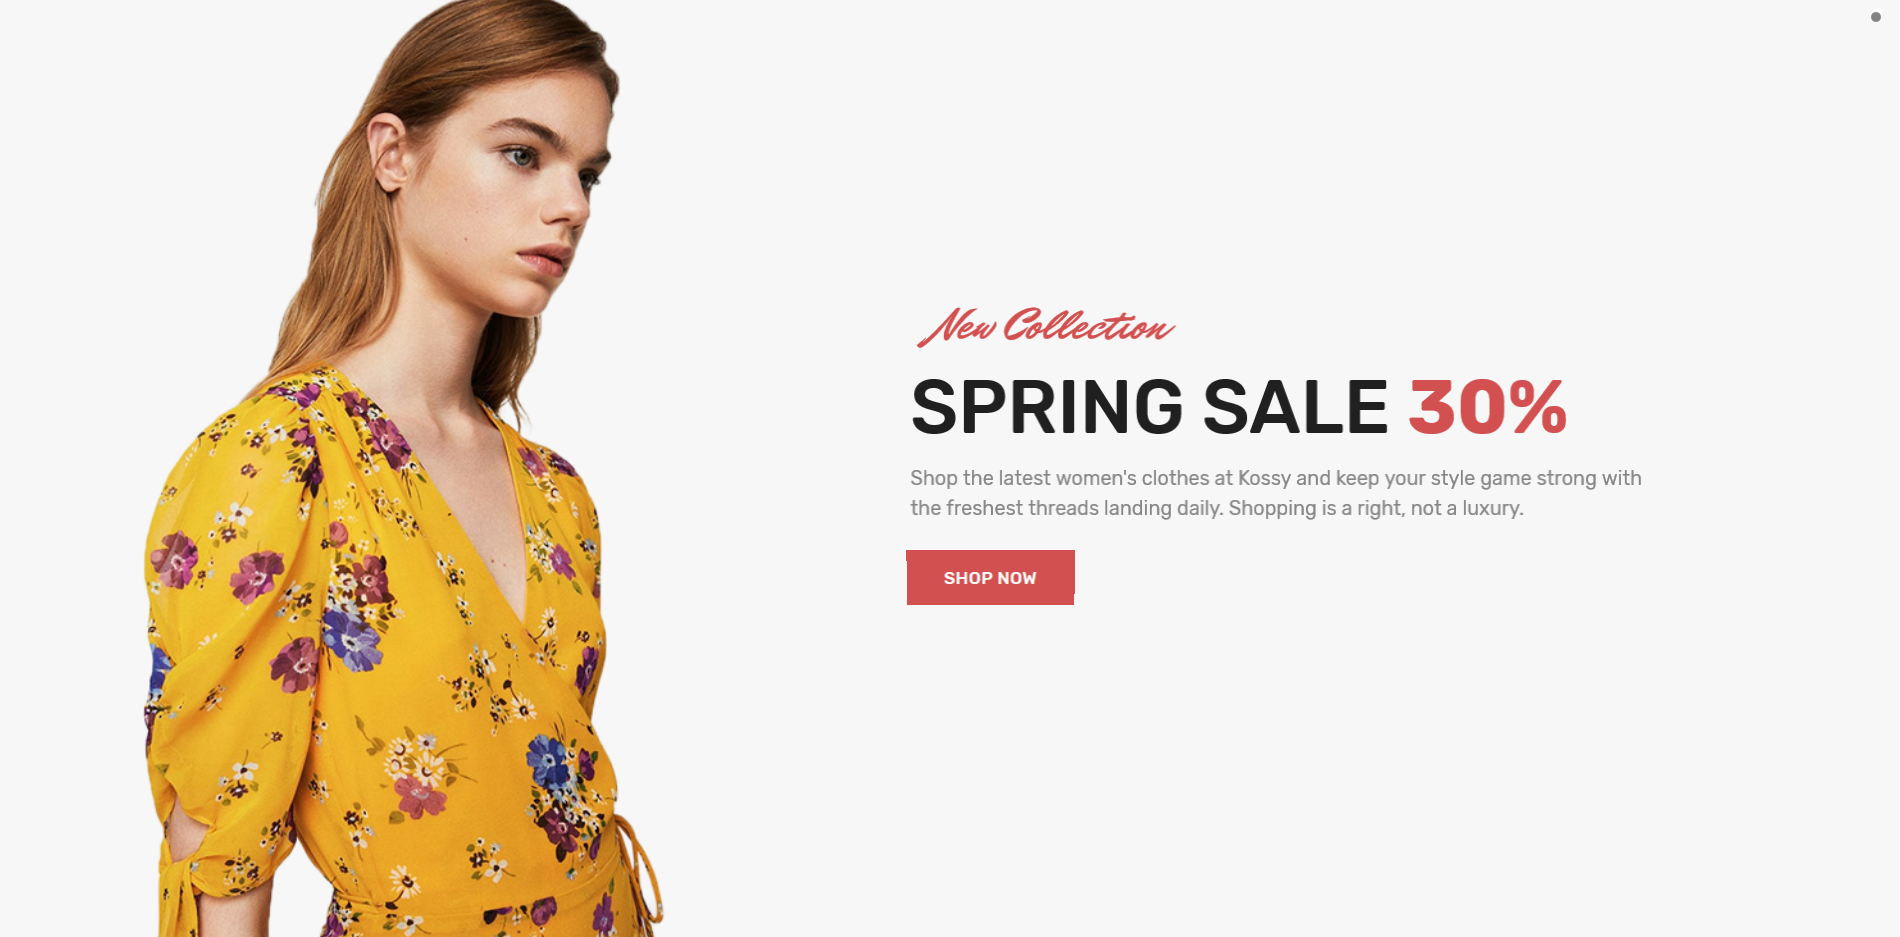 New Collection
SPRING SALE 30%
Shop the latest women's clothes at Kossy and keep your style game strong with
the freshest threads landing daily. Shopping is a right, not a luxury.
SHOP NOW